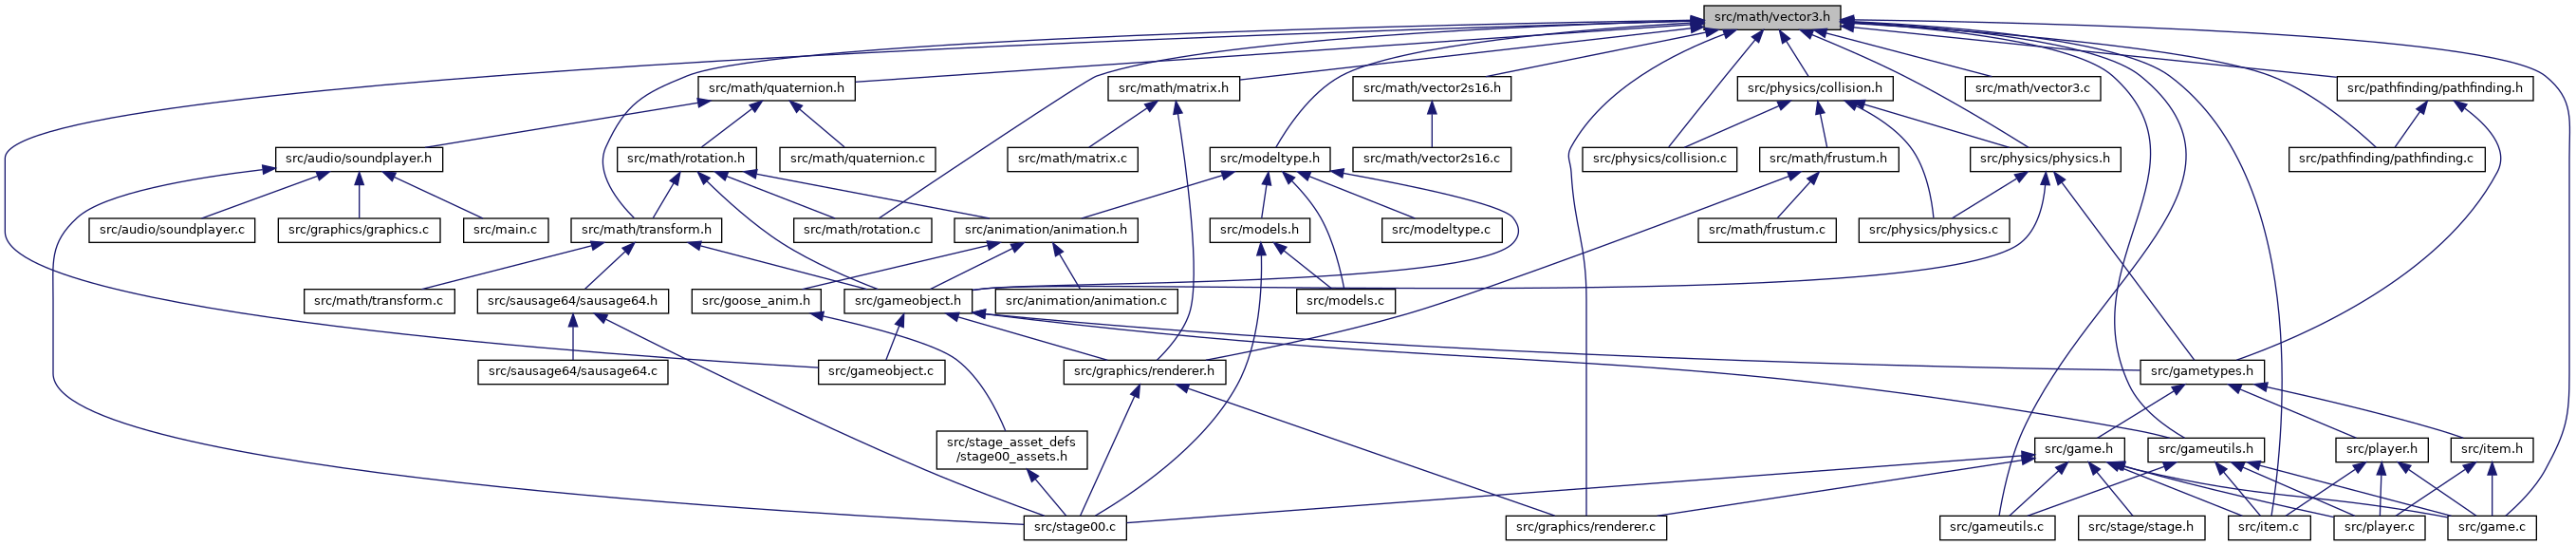 src/math/vector3.h
src/math/quaternion.h
src/math/matrix.h
src/math/vector2s16.h
src/physics/collision.h
src/math/vector3.c
src/pathfinding/pathfinding.h
src/audio/soundplayer.h
src/math/rotation.h
src/math/quaternion.c
src/math/matrix.c
src/modeltype.h
src/math/vector2s16.c
src/physics/collision.c
src/math/frustum.h
src/physics/physics.h
src/pathfinding/pathfinding.c
src/audio/soundplayer.c
src/graphics/graphics.c
src/main.c
src/math/transform.h
src/math/rotation.c
src/animation/animation.h
src/models.h
src/modeltype.c
src/math/frustum.c
src/physics/physics.c
src/math/transform.c
src/sausage64/sausage64.h
src/goose_anim.h
src/gameobject.h
src/animation/animation.c
src/models.c
src/sausage64/sausage64.c
src/gameobject.c
src/graphics/renderer.h
src/gametypes.h
src/stage_asset_defs
/stage00_assets.h
src/game.h
src/gameutils.h
src/player.h
src/item.h
src/stage00.c
src/graphics/renderer.c
src/gameutils.c
src/stage/stage.h
src/item.c
src/player.c
src/game.c